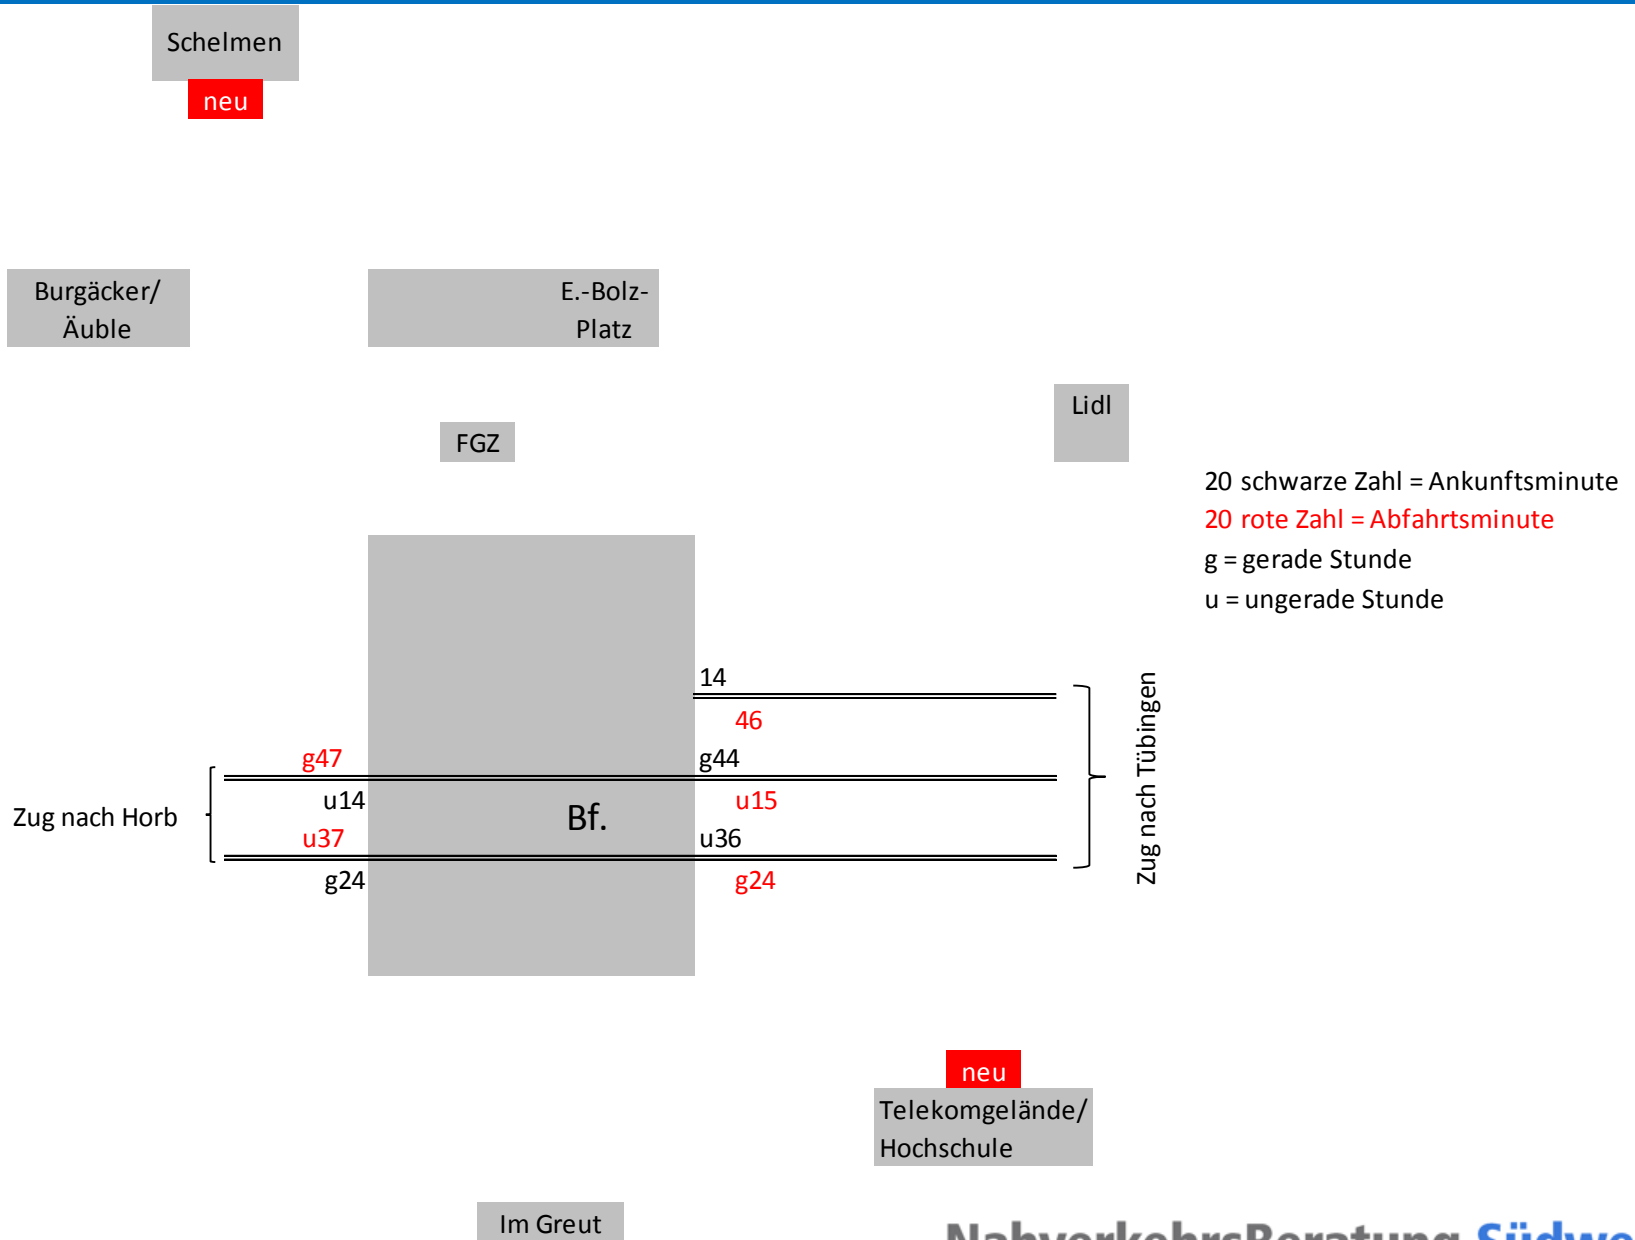 Schelmen
neu
Burgäcker/
Äuble
E.-Bolz-
Platz
Lidl
FGZ
20 schwarze Zahl = Ankunftsminute
20 rote Zahl = Abfahrtsminute
g = gerade Stunde
u = ungerade Stunde
14
46
g47
g44
u14
u15
Zug nach Horb
Bf.
u37
u36
g24
g24
Zug nach Tübingen
neu
Telekomgelände/
Hochschule
Im Greut
NahverkehrsBeratung Südwe